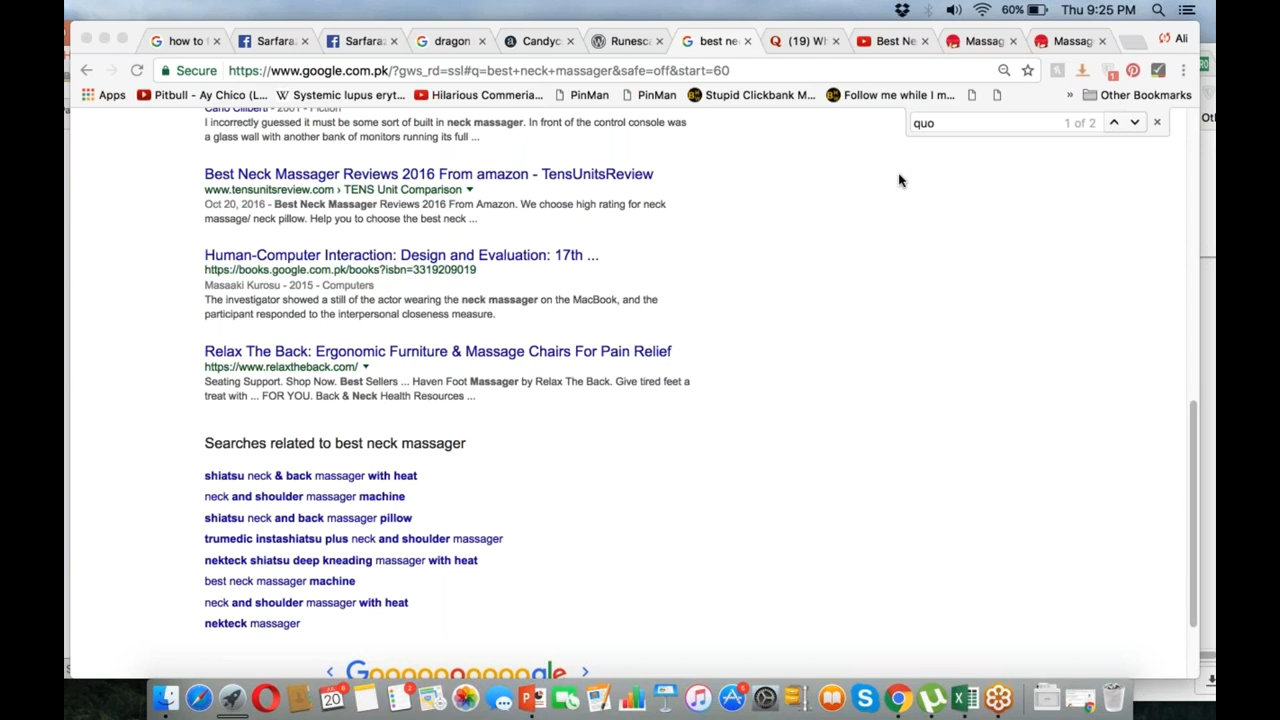 60% Thu 9:25 PM
how to
Sarfara:
Sarfara:
dragon
Candyc
Runesc
best ne
(19) W
Best Ne
Massag
Massag
Ali
Secure https://www.google.com.pk/?gws_rd=ssl#q=best+neck+massager&safe=off&start=60
Apps Pitbull - Ay Chico (L... Systemic lupus eryt... Hilarious Commria... PinMan PinMan Stupid Clickbank M... Follow me while I m... » Other Bookmarks
quo 1 of 2
Carlo Ciliberti - 2001 - Fiction
I incorrectly guessed it must be some sort of built in neck massager. In front of the control console was
a glass wall with another bank of monitors running its full ...
Best Neck Massager Reviews 2016 From amazon - TensUnitsReview
www.tensunitsreview.com › TENS Unit Comparison
Oct 20, 2016 - Best Neck Massager Reviews 2016 From Amazon. We choose high rating for neck
massage/ neck pillow. Help you to choose the best neck ...
Human-Computer Interaction: Design and Evaluation: 17th ...
https://books.google.com.pk/books?isbn=3319209019
Masaaki Kurosu - 2015 - Computers
The investigator showed a still of the actor wearing the neck massager on the MacBook, and the
participant responded to the interpersonal closeness measure.
Relax The Back: Ergonomic Furniture & Massage Chairs For Pain Relief
https://www.relaxtheback.com/
Seating Support. Shop Now. Best Sellers ... Haven Foot Massager by Relax The Back. Give tired feet a
treat with ... FOR YOU. Back & Neck Health Resources ...
Searches related to best neck massager
shiatsu neck & back massager with heat
neck and shoulder massager machine
shiatsu neck and back massager pillow
trumedic instashiatsu plus neck and shoulder massager
nekteck shiatsu deep kneading massager with heat
best neck massager machine
neck and shoulder massager with heat
nekteck massager
Goooooooooogle
20